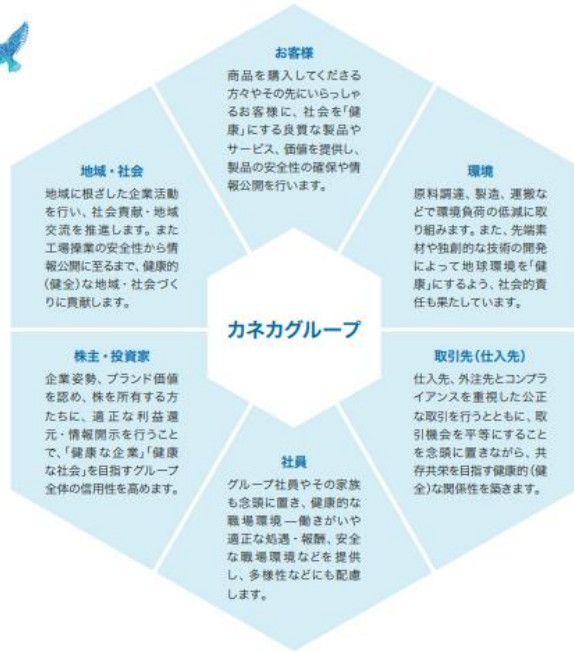 お客様
商品を購入してくださる
方々やその先にいらっしゃ
るお客様に、社会を「健
康」にする良質な製品や
サービス、価値を提供し、
製品の安全性の確保や情
報公開を行います。
地域・社会
地域に根ざした企業活動
を行い、社会貢献・地域
交流を推進します。また
工場操業の安全性から情
報公開に至るまで、健康的
(健全)な地域・社会づく
りに貢献します。
環境
原料調達、製造、運搬な
どで環境負荷の低減に取
り組みます。また、先端素
材や独創的な技術の開発
によって地球環境を「健
康」にするよう、社会的責
任も果たしています。
カネカグループ
株主・投資家
企業姿勢、ブランド価値
を認め、株を所有する方
たちに、適正な利益還
元・情報開示を行うこと
で、「健康な企業」「健康
な社会」を目指すグループ
全体の信用性を高めます。
取引先(仕入先)
仕入先、外注先とコンプラ
イアンスを重視した公正
な取引を行うとともに、取
引機会を平等にすること
を念頭に置きながら、共
存共栄を目指す健康的(健
全)な関係性を築きます。
社員
グループ社員やその家族
も念頭に置き、健康的な
職場環境—働きがいや
適正な処遇・報酬、安全
な職場環境などを提供
し、多様性などにも配慮
します。